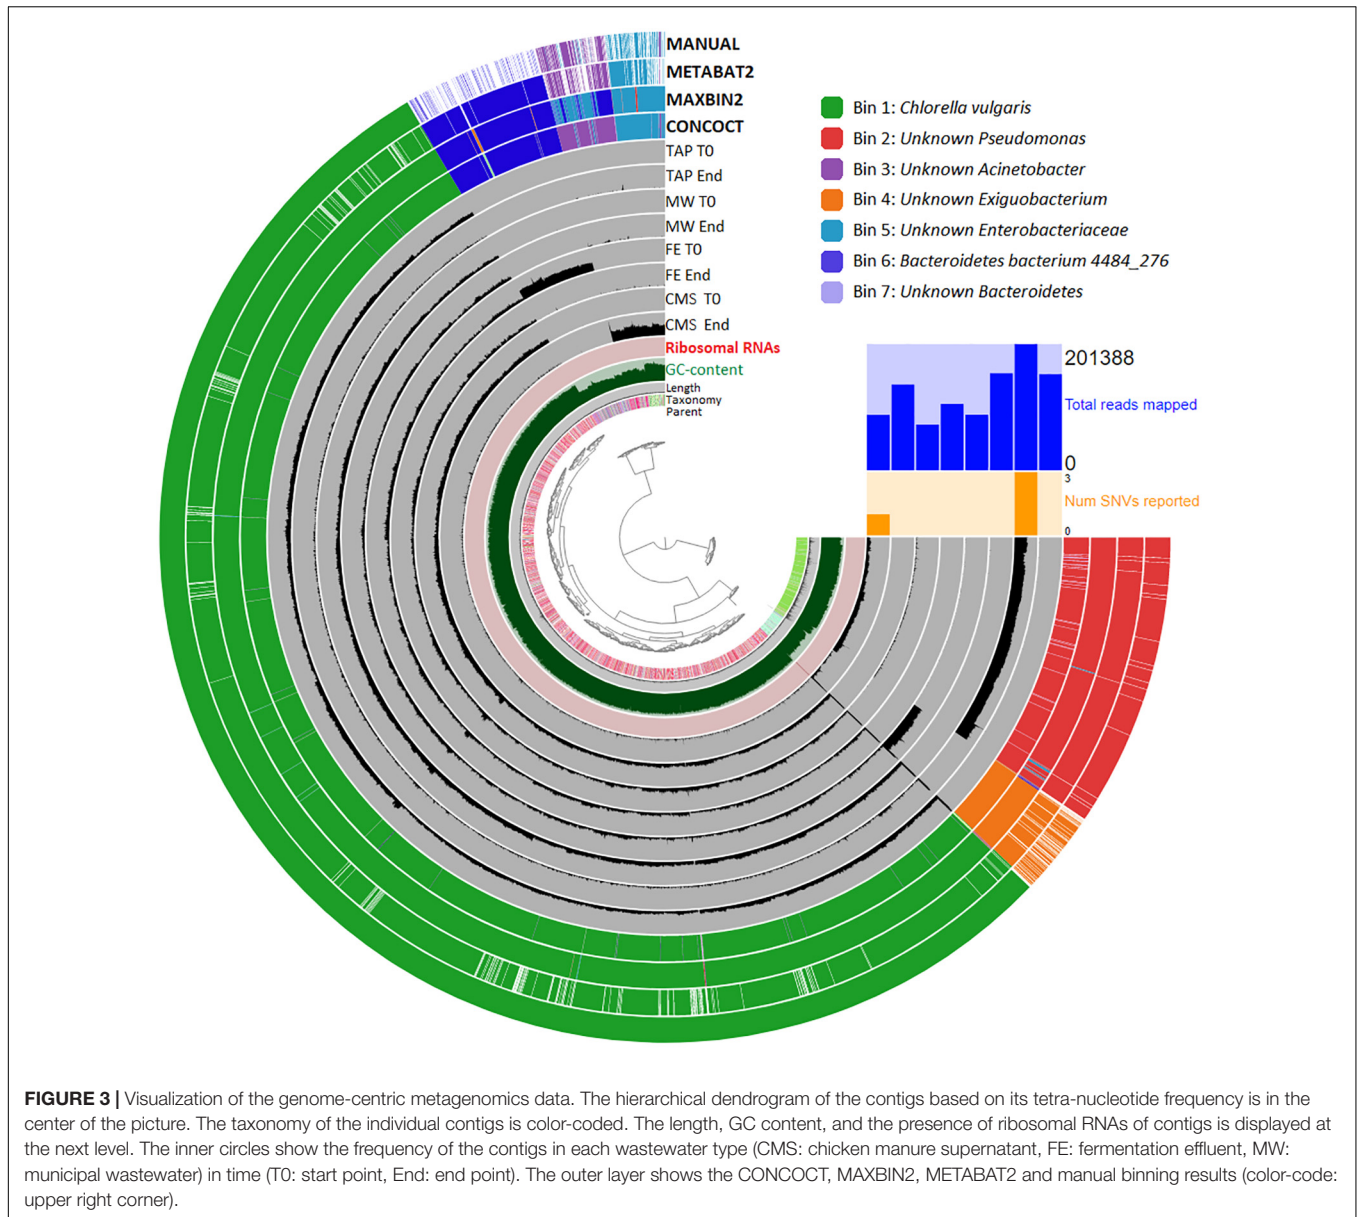 MANUAL
METABAT2
MAXBIN2
CONCOCT
TAP T0
TAP End
MW T0
MW End
FE T0
FE End
CMS T0
CMS End
Ribosomal RNAs
GC-content
Length
Taxonomy
Parent
Bin 1: Chlorella vulgaris
Bin 2: Unknown Pseudomonas
Bin 3: Unknown Acinetobacter
Bin 4: Unknown Exiguobacterium
Bin 5: Unknown Enterobacteriaceae
Bin 6: Bacteroidetes bacterium 4484_276
Bin 7: Unknown Bacteroidetes
201388
Total reads mapped
0
3
Num SNVs reported
0
FIGURE 3 | Visualization of the genome-centric metagenomics data. The hierarchical dendrogram of the contigs based on its tetra-nucleotide frequency is in the
center of the picture. The taxonomy of the individual contigs is color-coded. The length, GC content, and the presence of ribosomal RNAs of contigs is displayed at
the next level. The inner circles show the frequency of the contigs in each wastewater type (CMS: chicken manure supernatant, FE: fermentation effluent, MW:
municipal wastewater) in time (T0: start point, End: end point). The outer layer shows the CONCOCT, MAXBIN2, METABAT2 and manual binning results (color-code:
upper right corner).